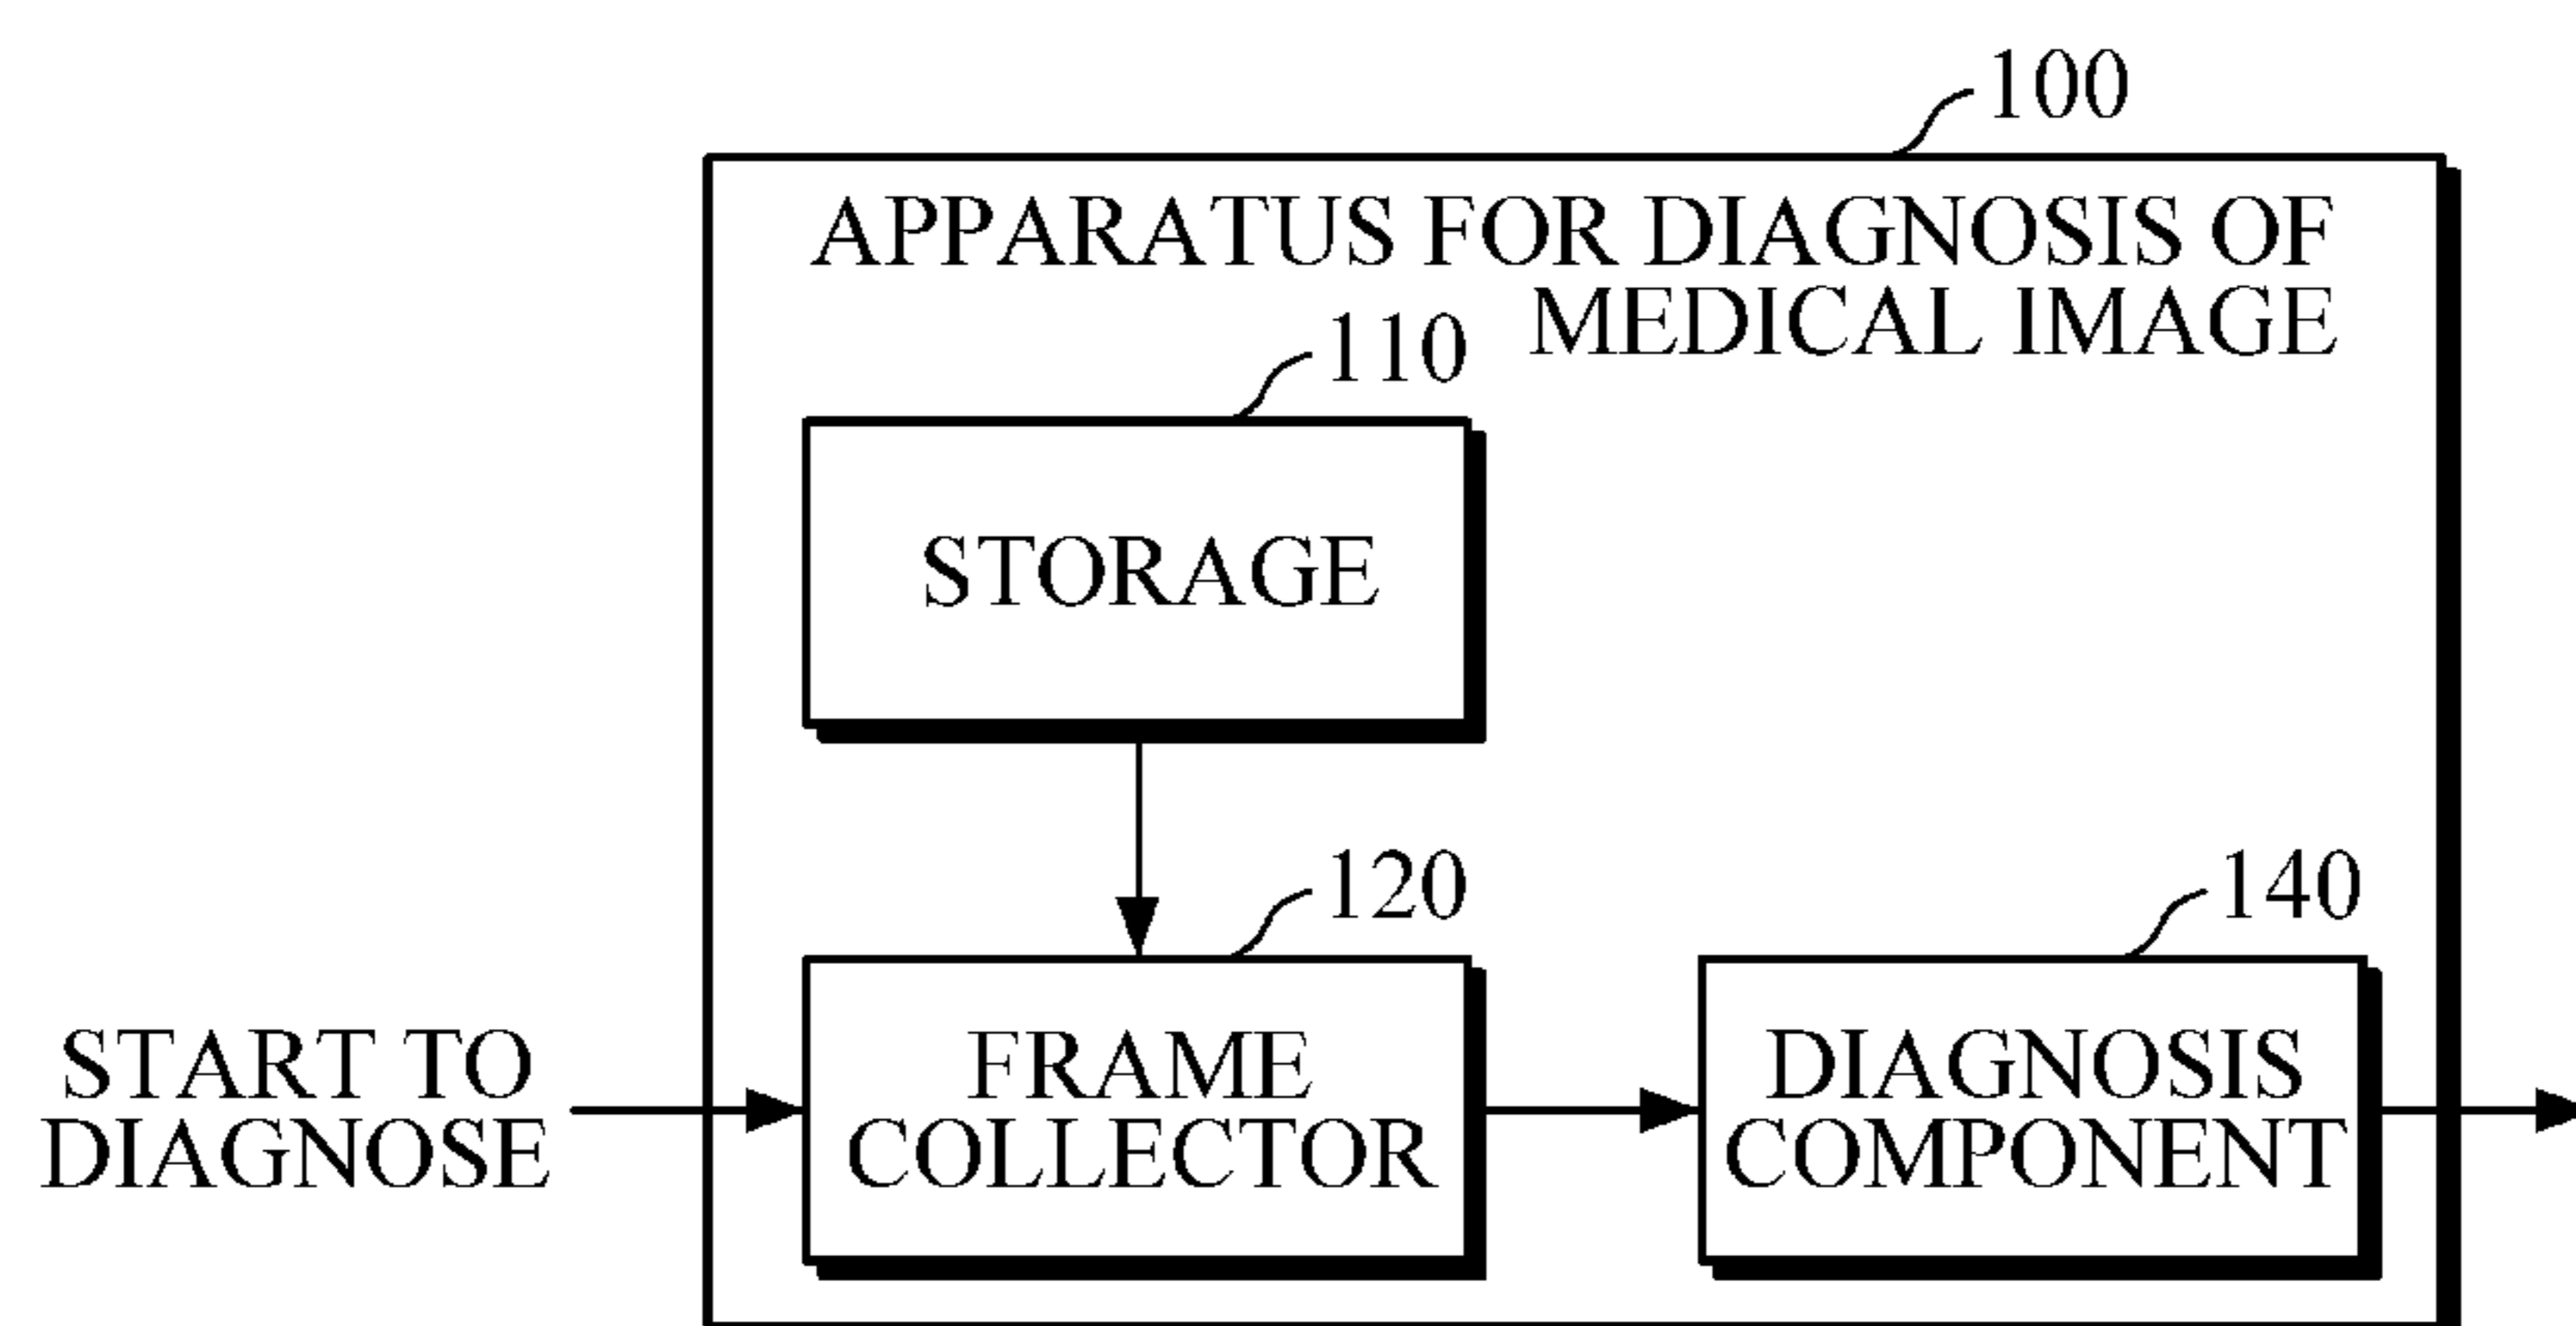 100
APPARATUS FOR DIAGNOSIS OF
MEDICAL IMAGE
110
STORAGE
120
140
START TO
DIAGNOSE
FRAME
COLLECTOR
DIAGNOSIS
COMPONENT